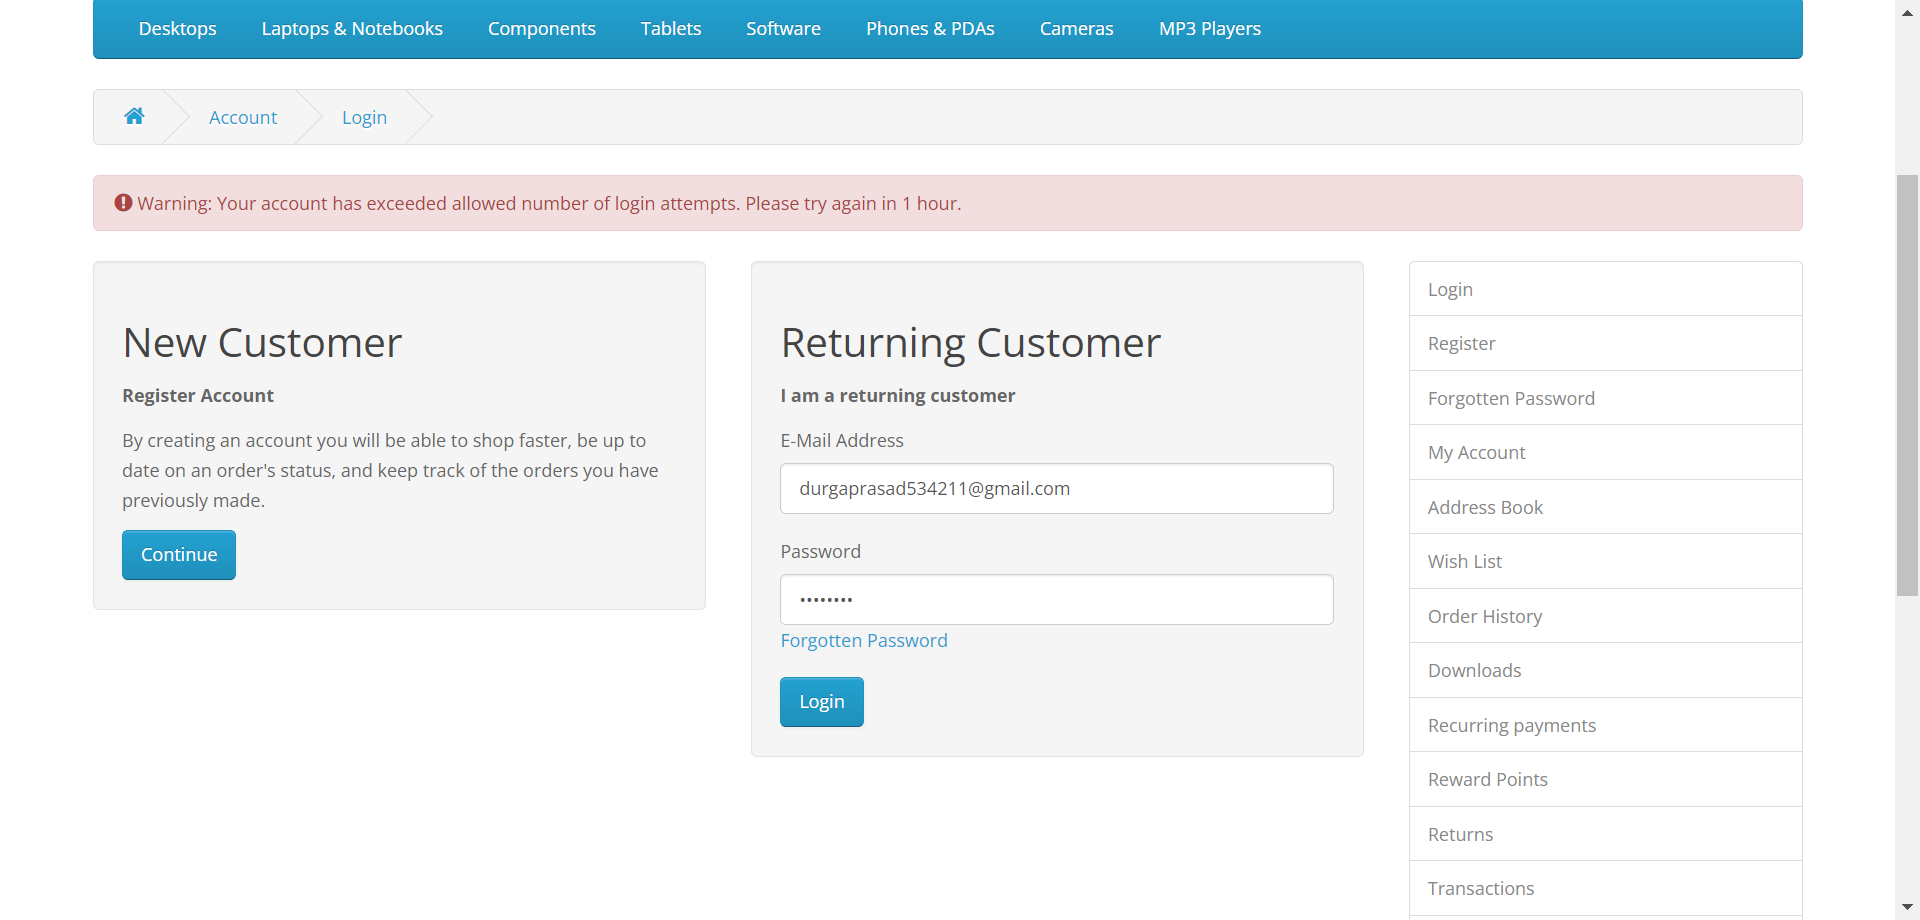 Desktops Laptops & Notebooks Components Tablets Software Phones & PDAs Cameras MP3 Players
Account Login
Warning: Your account has exceeded allowed number of login attempts. Please try again in 1 hour.
New Customer
Register Account
By creating an account you will be able to shop faster, be up to
date on an order's status, and keep track of the orders you have
previously made.
Continue
Returning Customer
I am a returning customer
E-Mail Address
durgaprasad534211@gmail.com
Password
••••••••
Forgotten Password
Login
Login
Register
Forgotten Password
My Account
Address Book
Wish List
Order History
Downloads
Recurring payments
Reward Points
Returns
Transactions